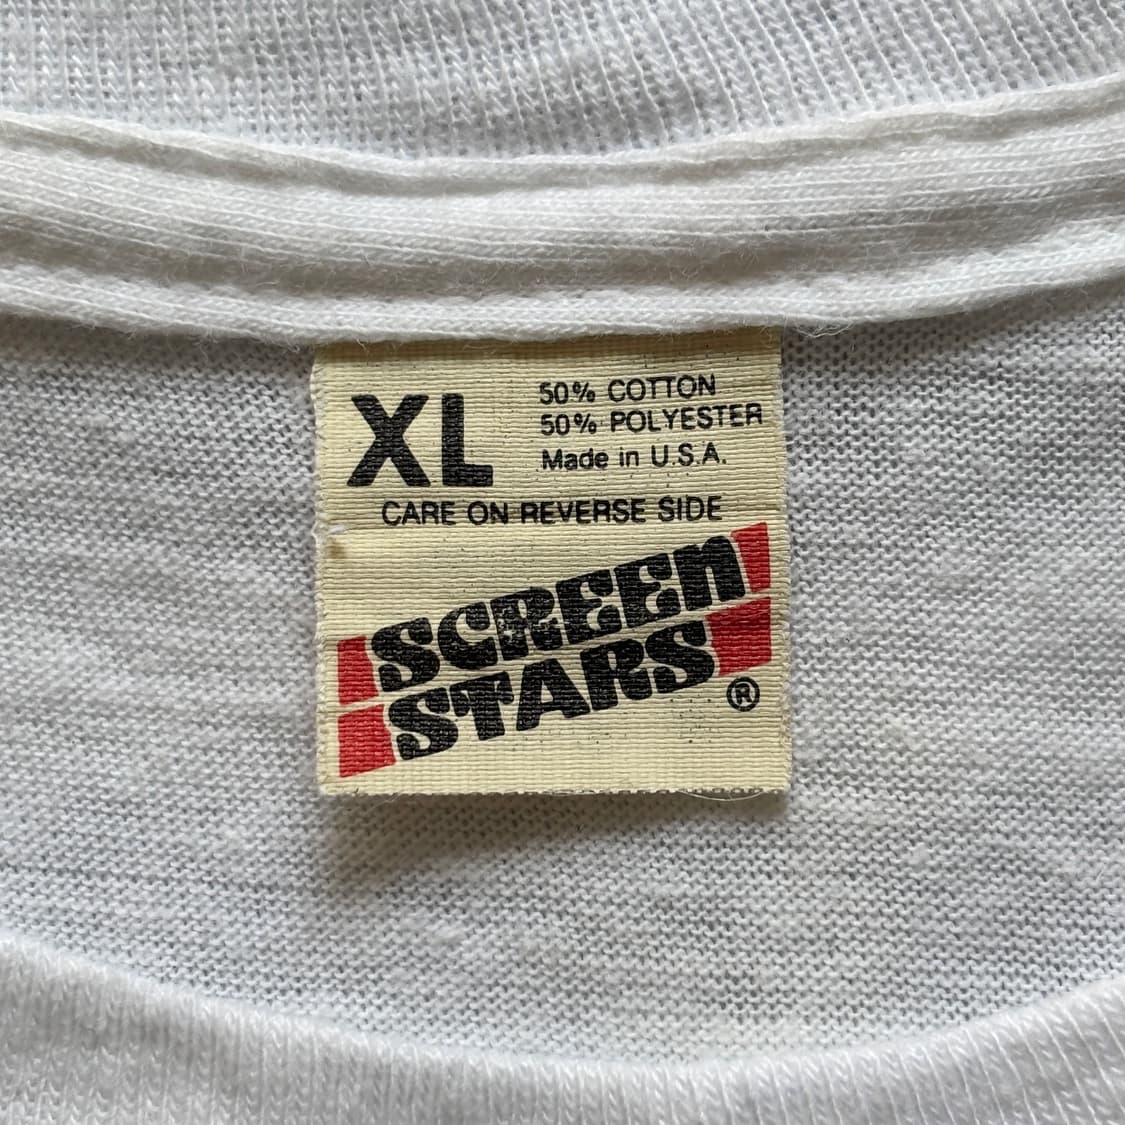 XL
50% COTTON
50% POLYESTER
Made in U.S.A.
CARE ON REVERSE SIDE
SCREEN
STARS
®